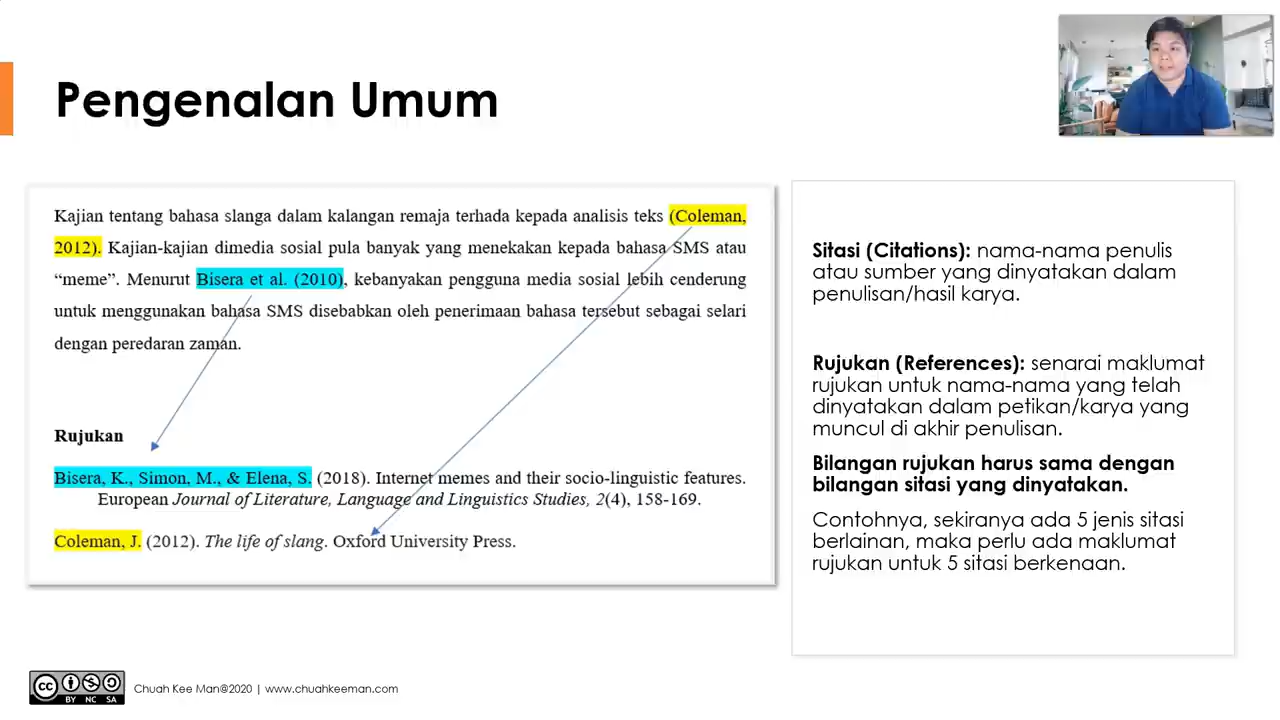 Pengenalan Umum
Kajian tentang bahasa slanga dalam kalangan remaja terhada kepada analisis teks (Coleman,
2012). Kajian-kajian dimedia sosial pula banyak yang menekakan kepada bahasa SMS atau
“meme”. Menurut Bisera et al. (2010), kebanyakan pengguna media sosial lebih cenderung
untuk menggunakan bahasa SMS disebabkan oleh penerimaan bahasa tersebut sebagai selari
dengan peredaran zaman.
Rujukan
Bisera, K., Simon, M., & Elena, S. (2018). Internet memes and their socio-linguistic features.
European Journal of Literature, Language and Linguistics Studies, 2(4), 158-169.
Coleman, J. (2012). The life of slang. Oxford University Press.
Sitasi (Citations): nama-nama penulis
atau sumber yang dinyatakan dalam
penulisan/hasil karya.
Rujukan (References): senarai maklumat
rujukan untuk nama-nama yang telah
dinyatakan dalam petikan/karya yang
muncul di akhir penulisan.
Bilangan rujukan harus sama dengan
bilangan sitasi yang dinyatakan.
Contohnya, sekiranya ada 5 jenis sitasi
berlainan, maka perlu ada maklumat
rujukan untuk 5 sitasi berkenaan.
cc
BY NC SA
Chuah Kee Man@2020 | www.chuahkeeman.com